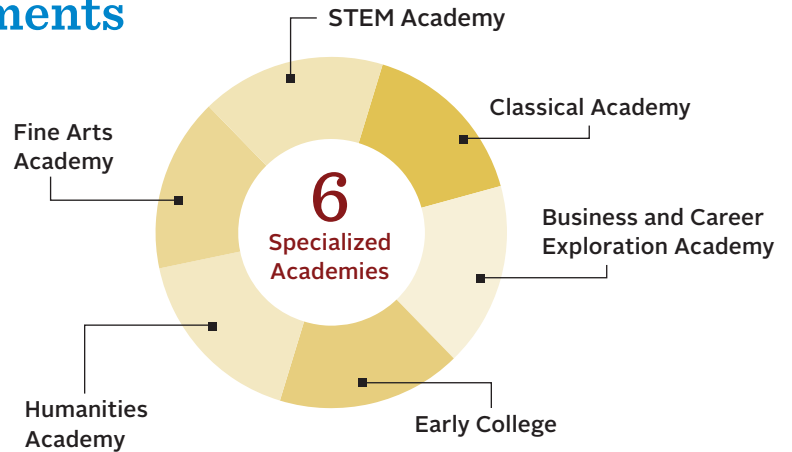 ments
STEM Academy
Classical Academy
Fine Arts
Academy
6
Specialized
Academies
Business and Career
Exploration Academy
Humanities
Academy
Early College